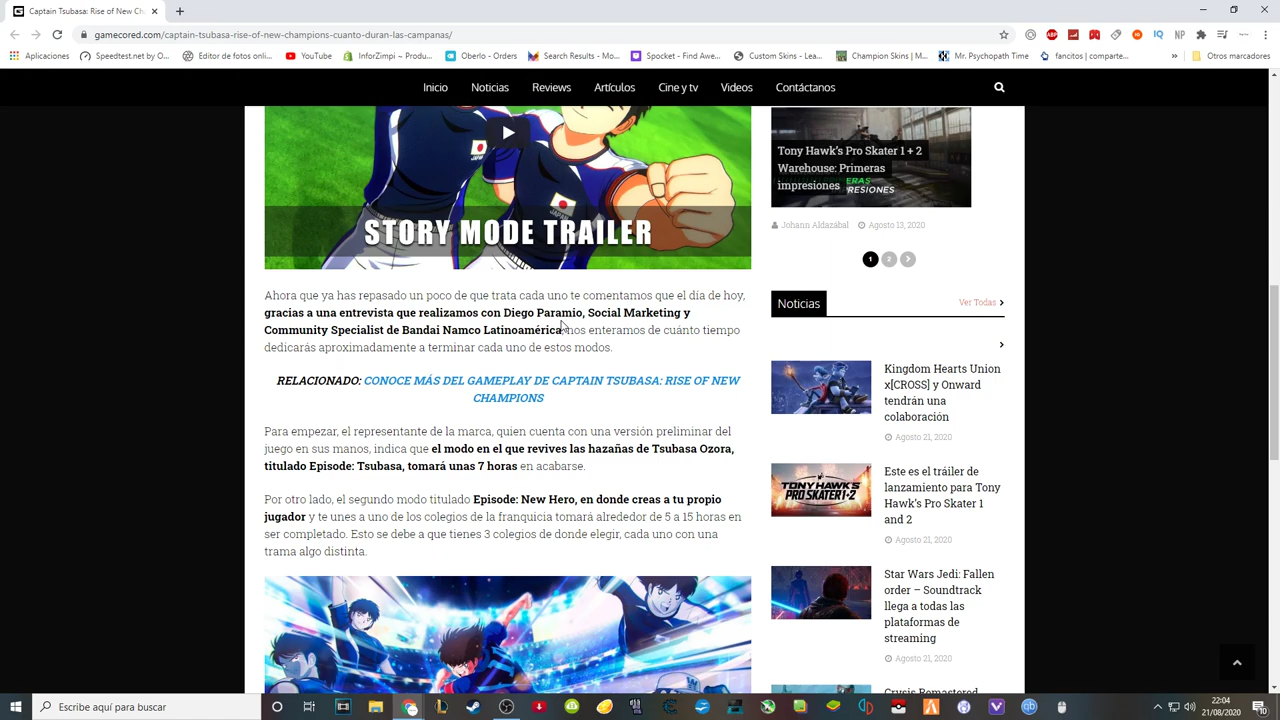 Captain Tsubasa: Rise of New Ch
gamecored.com/captain-tsubasa-rise-of-new-champions-cuanto-duran-las-campanas/
Aplicaciones
Speedtest.net by O...
Editor de fotos onli...
YouTube
InforZimpi ~ Produ...
Oberlo - Orders
Search Results - Mo...
Spocket - Find Awe...
Custom Skins - Lea...
Champion Skins | M...
Mr. Psychopath Time
fancitos | comparte...
Otros marcadores
Inicio
Noticias
Reviews
Artículos
Cine y tv
Videos
Contáctanos
JAPAN
STORY MODE TRAILER
Ahora que ya has repasado un poco de que trata cada uno te comentamos que el día de hoy,
gracias a una entrevista que realizamos con Diego Paramio, Social Marketing y
Community Specialist de Bandai Namco Latinoamérica nos enteramos de cuánto tiempo
dedicarás aproximadamente a terminar cada uno de estos modos.
RELACIONADO: CONOCE MÁS DEL GAMEPLAY DE CAPTAIN TSUBASA: RISE OF NEW
CHAMPIONS
Para empezar, el representante de la marca, quien cuenta con una versión preliminar del
juego en sus manos, indica que el modo en el que revives las hazañas de Tsubasa Ozora,
titulado Episode: Tsubasa, tomará unas 7 horas en acabarse.
Por otro lado, el segundo modo titulado Episode: New Hero, en donde creas a tu propio
jugador y te unes a uno de los colegios de la franquicia tomará alrededor de 5 a 15 horas en
ser completado. Esto se debe a que tienes 3 colegios de donde elegir, cada uno con una
trama algo distinta.
Tony Hawk's Pro Skater 1 + 2
Warehouse: Primeras
impresiones
Johann Aldazábal
Agosto 13, 2020
1
2
Noticias
Ver Todas
Kingdom Hearts Union
x[CROSS] y Onward
tendrán una
colaboración
Agosto 21, 2020
TONY HAWK'S
PRO SKATER 1+2
Este es el tráiler de
lanzamiento para Tony
Hawk's Pro Skater 1
and 2
Agosto 21, 2020
Star Wars Jedi: Fallen
order – Soundtrack
llega a todas las
plataformas de
streaming
Agosto 21, 2020
Crysis Remastered
Escribe aquí para buscar
22:04
21/08/2020